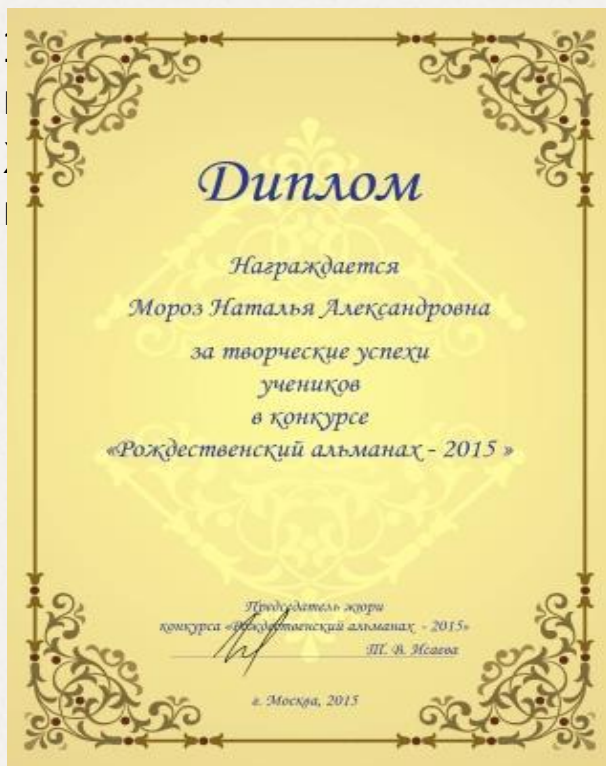 Диплом
Награждается
Мороз Наталья Александровна
за творческие успехи
учеников
в конкурсе
«Рождественский альманах - 2015 »
Председатель жюри
конкурса «Рождественский альманах - 2015»
Т. В. Исаева
г. Москва, 2015